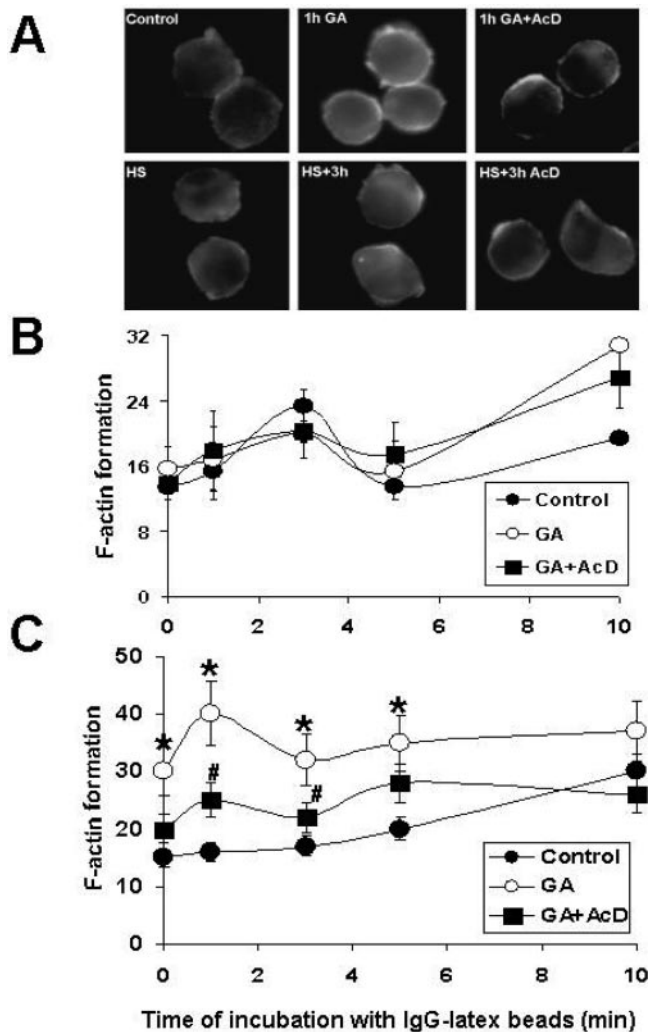 A
Control
1h GA
1h GA+AcD
HS
HS+3h
HS+3h AcD
B
F-actin formation
32
24
16
8
0
Control
GA
GA+AcD
0 2 4 6 8 10
C
F-actin formation
50
40
30
20
10
0
* * * *
# #
Control
GA
GA+AcD
0 2 4 6 8 10
Time of incubation with IgG-latex beads (min)